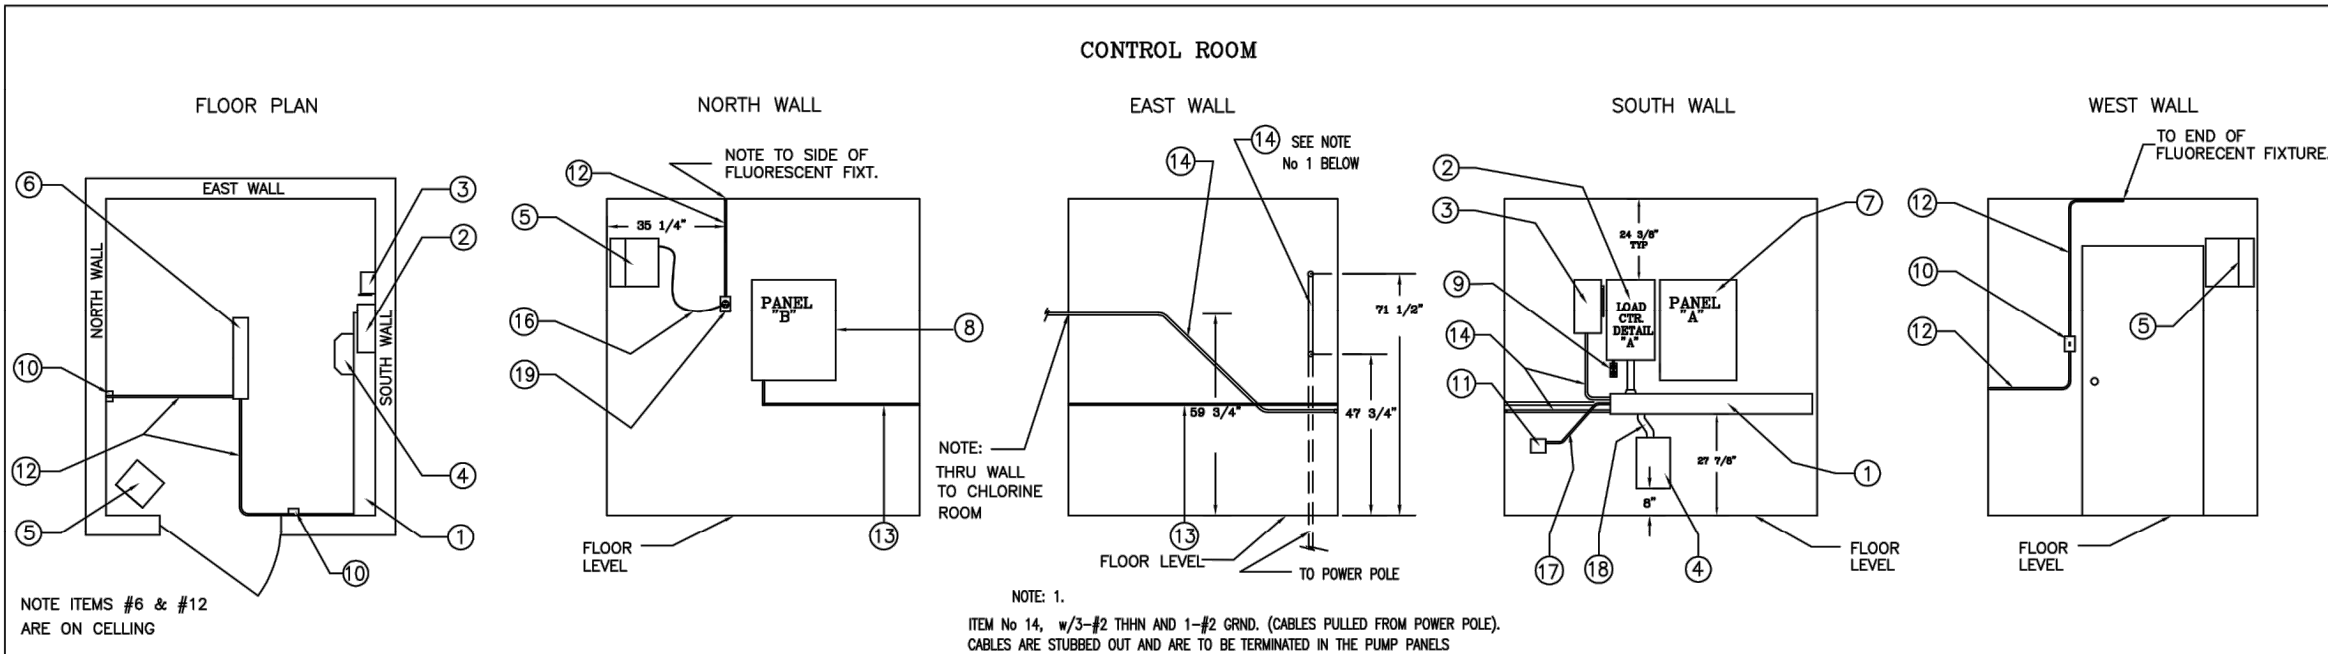 CONTROL ROOM
FLOOR PLAN
6
EAST WALL
3
2
NORTH WALL
SOUTH WALL
10
12
4
5
1
10
NOTE ITEMS #6 & #12
ARE ON CELLING
NORTH WALL
NOTE TO SIDE OF
FLUORESCENT FIXT.
12
5
35 1/4"
PANEL
"B"
16
8
19
13
FLOOR
LEVEL
EAST WALL
14
14
SEE NOTE
No 1 BELOW
71 1/2"
59 3/4"
47 3/4"
NOTE:
THRU WALL
TO CHLORINE
ROOM
13
FLOOR LEVEL
TO POWER POLE
SOUTH WALL
2
3
7
24 3/8"
TYP
9
LOAD
CTR.
DETAIL
"A"
PANEL
"A"
14
11
27 7/8"
1
8"
17
18
4
FLOOR
LEVEL
WEST WALL
TO END OF
FLUORECENT FIXTURE.
12
10
5
12
FLOOR
LEVEL
NOTE: 1.
ITEM No 14, w/3-#2 THHN AND 1-#2 GRND. (CABLES PULLED FROM POWER POLE).
CABLES ARE STUBBED OUT AND ARE TO BE TERMINATED IN THE PUMP PANELS